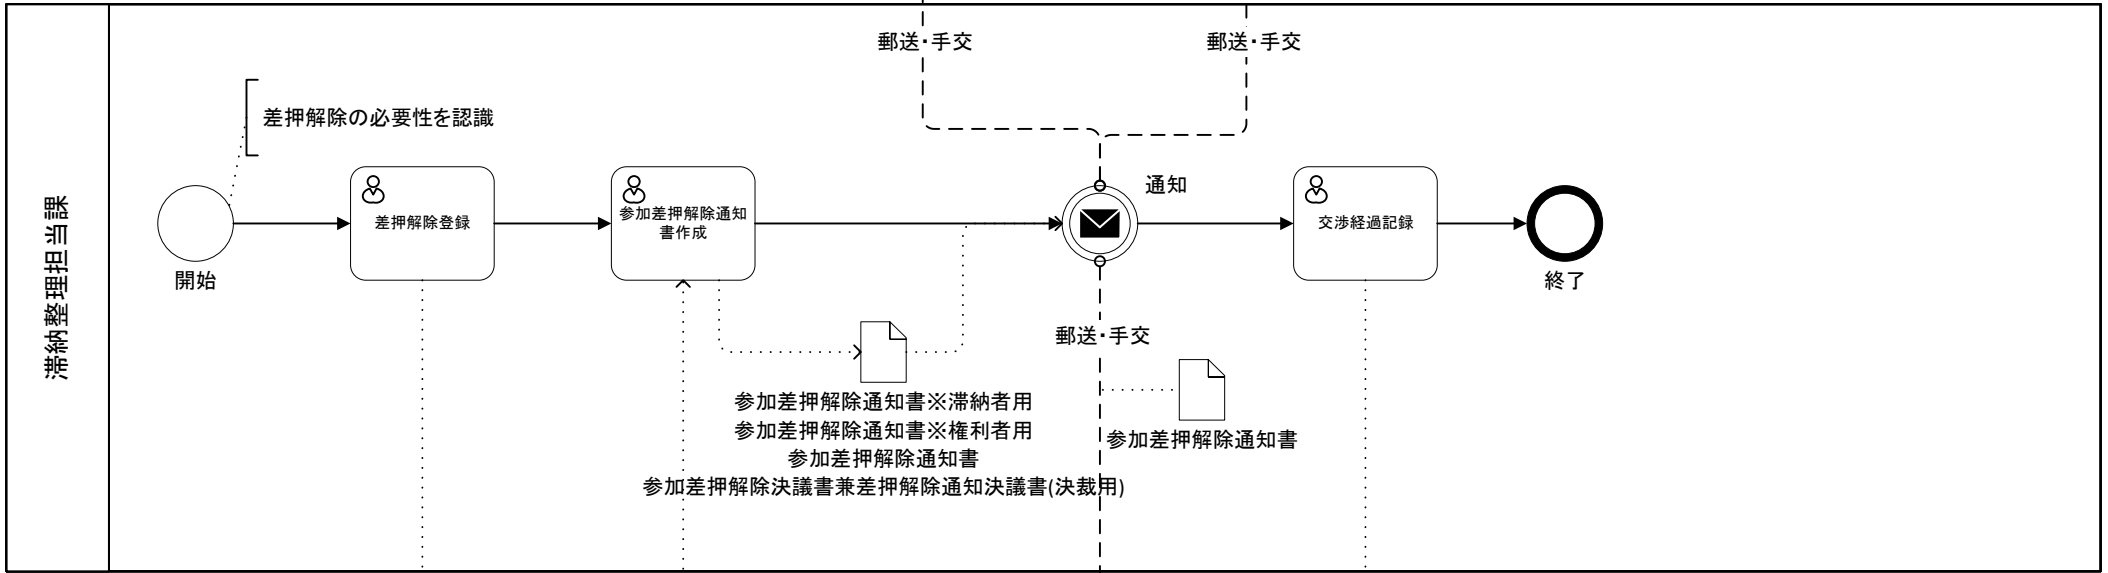 郵送・手交
郵送・手交
差押解除の必要性を認識
滞納整理担当課
開始
差押解除登録
参加差押解除通知
書作成
通知
交渉経過記録
終了
郵送・手交
参加差押解除通知書※滞納者用
参加差押解除通知書※権利者用
参加差押解除通知書
参加差押解除決議書兼差押解除通知決議書(決裁用)
参加差押解除通知書